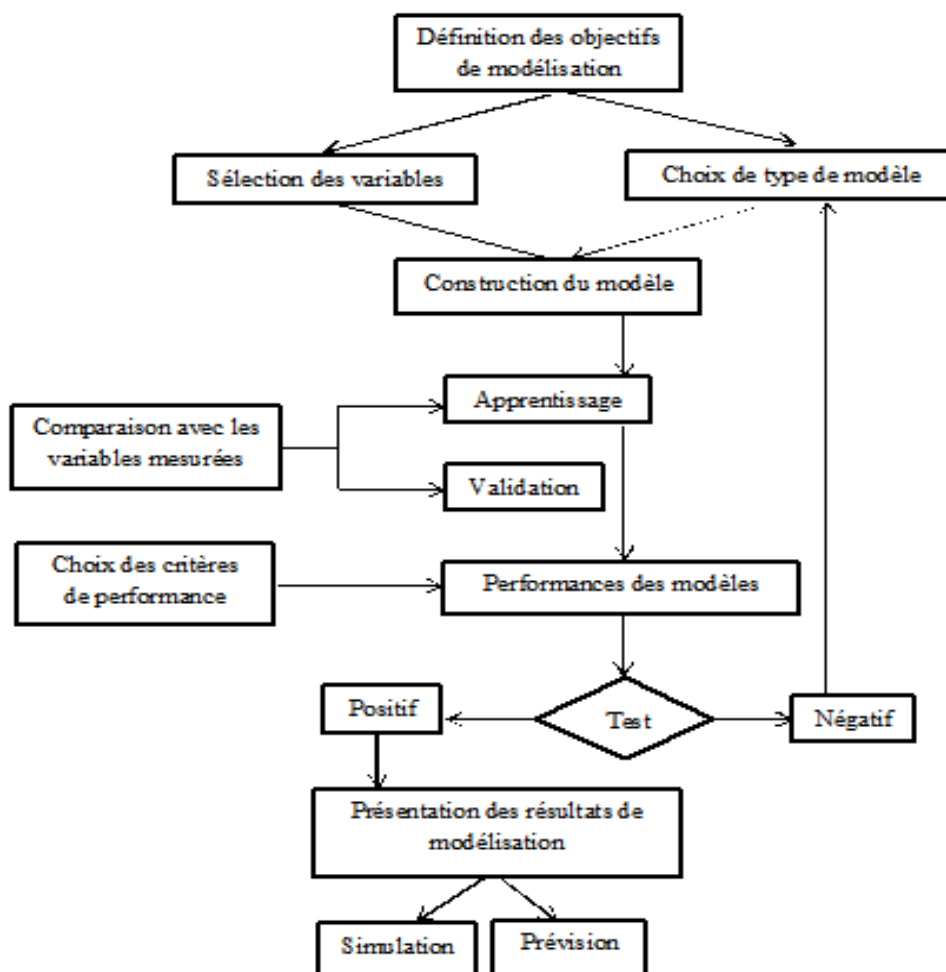 Définition des objectifs
de modélisation
Sélection des variables
Choix de type de modèle
Construction du modèle
Apprentissage
Comparaison avec les
variables mesurées
Validation
Choix des critères
de performance
Performances des modèles
Positif
Test
Négatif
Présentation des résultats de
modélisation
Simulation
Prévision